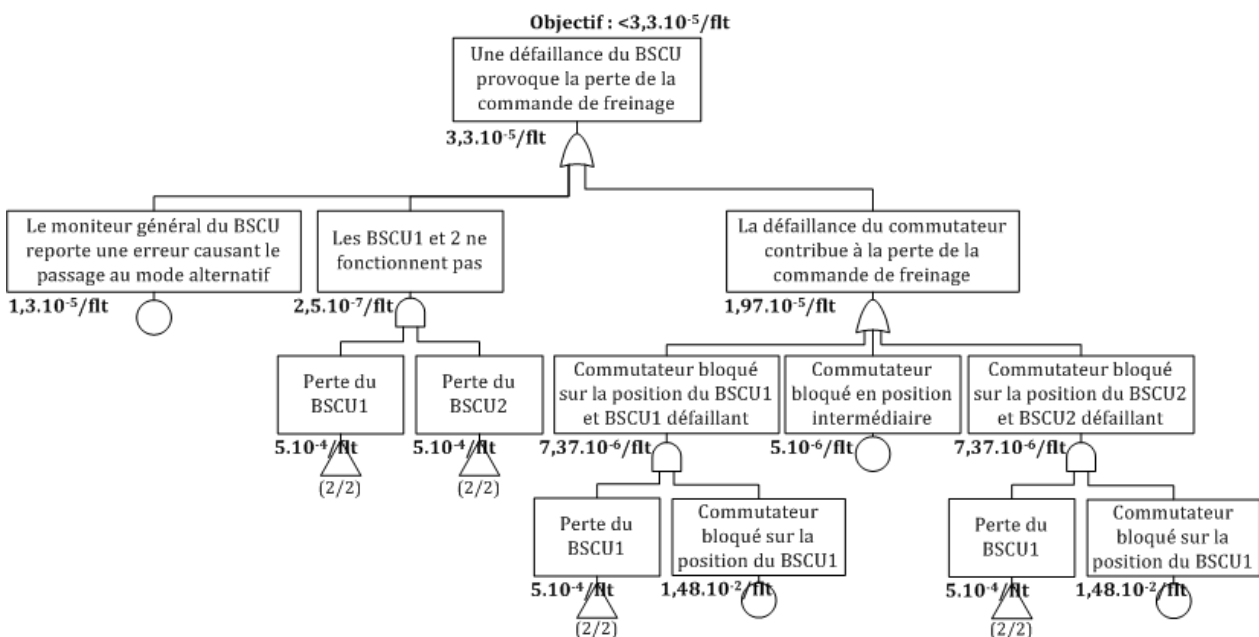 Objectif : <3,3.10⁻⁵/flt
Une défaillance du BSCU
provoque la perte de la
commande de freinage
3,3.10⁻⁵/flt
Le moniteur général du BSCU
reporte une erreur causant le
passage au mode alternatif
1,3.10⁻⁵/flt
Les BSCU1 et 2 ne
fonctionnent pas
2,5.10⁻⁷/flt
La défaillance du commutateur
contribue à la perte de la
commande de freinage
1,97.10⁻⁵/flt
Perte du
BSCU1
5.10⁻⁴/flt
(2/2)
Perte du
BSCU2
5.10⁻⁴/flt
(2/2)
Commutateur bloqué
sur la position du BSCU1
et BSCU1 défaillant
7,37.10⁻⁶/flt
Commutateur
bloqué en position
intermédiaire
5.10⁻⁶/flt
Commutateur bloqué
sur la position du BSCU2
et BSCU2 défaillant
7,37.10⁻⁶/flt
Perte du
BSCU1
5.10⁻⁴/flt
(2/2)
Commutateur
bloqué sur la
position du BSCU1
1,48.10⁻²/flt
Perte du
BSCU1
5.10⁻⁴/flt
(2/2)
Commutateur
bloqué sur la
position du BSCU1
1,48.10⁻²/flt